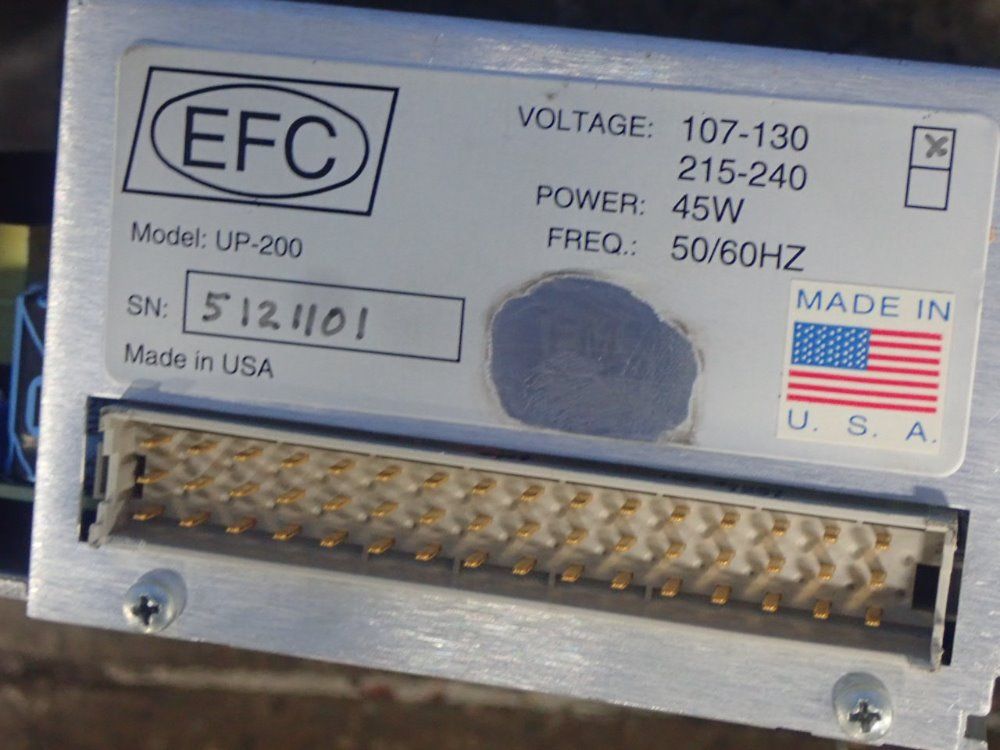 EFC
Model: UP-200
SN: 5121101
Made in USA
VOLTAGE: 107-130
215-240
POWER: 45W
FREQ.: 50/60HZ
MADE IN
U. S. A.